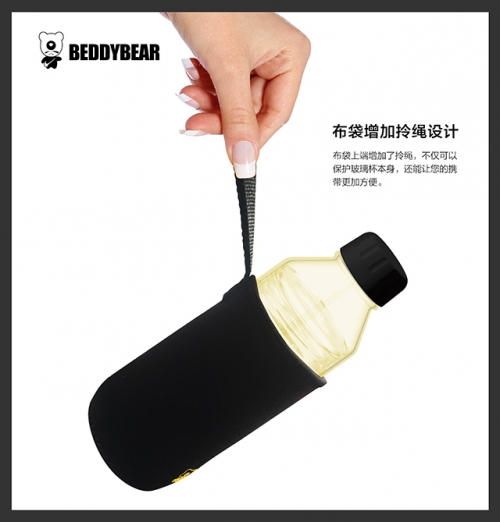 BEDDYBEAR
布袋增加拎绳设计
布袋上端增加了拎绳，不仅可以
保护玻璃杯本身，还能让您的携
带更加方便。